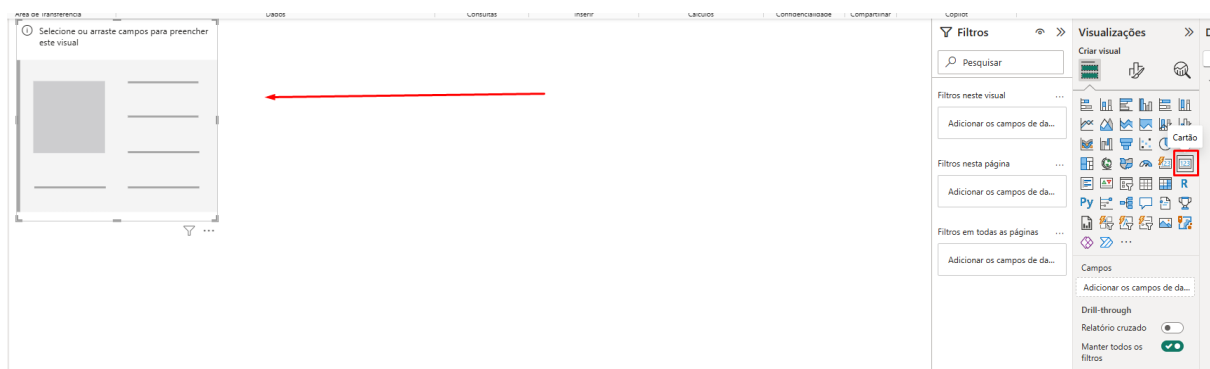 Área de Transferência
Dados
Consultas
Inserir
Cálculos
Confidencialidade
Compartilhar
Copilot
Selecione ou arraste campos para preencher
este visual
Filtros
Pesquisar
Filtros neste visual
...
Adicionar os campos de da...
Filtros nesta página
...
Adicionar os campos de da...
Filtros em todas as páginas
...
Adicionar os campos de da...
Visualizações
Criar visual
Cartão
123
R
Py
...
Campos
Adicionar os campos de da...
Drill-through
Relatório cruzado
Manter todos os
filtros
D